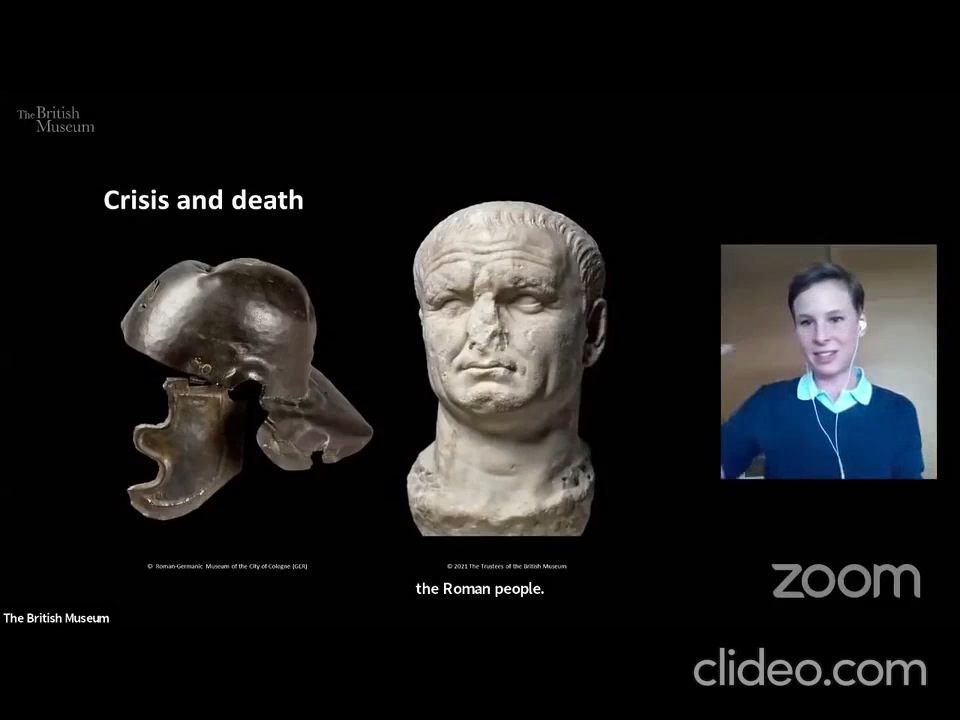 The British
Museum
Crisis and death
© Roman-Germanic Museum of the City of Cologne (GER)
© 2021 The Trustees of the British Museum
the Roman people.
zoom
The British Museum
clideo.com